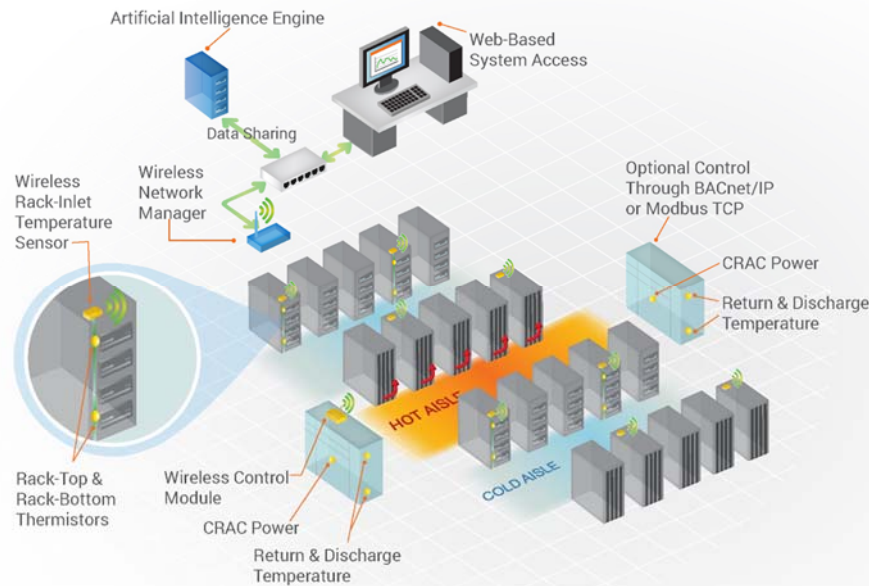 Artificial Intelligence Engine
Web-Based
System Access
Data Sharing
Wireless
Rack-Inlet
Temperature
Sensor
Wireless
Network
Manager
Optional Control
Through BACnet/IP
or Modbus TCP
CRAC Power
Return & Discharge
Temperature
HOT AISLE
COLD AISLE
Rack-Top &
Rack-Bottom
Thermistors
Wireless Control
Module
CRAC Power
Return & Discharge
Temperature